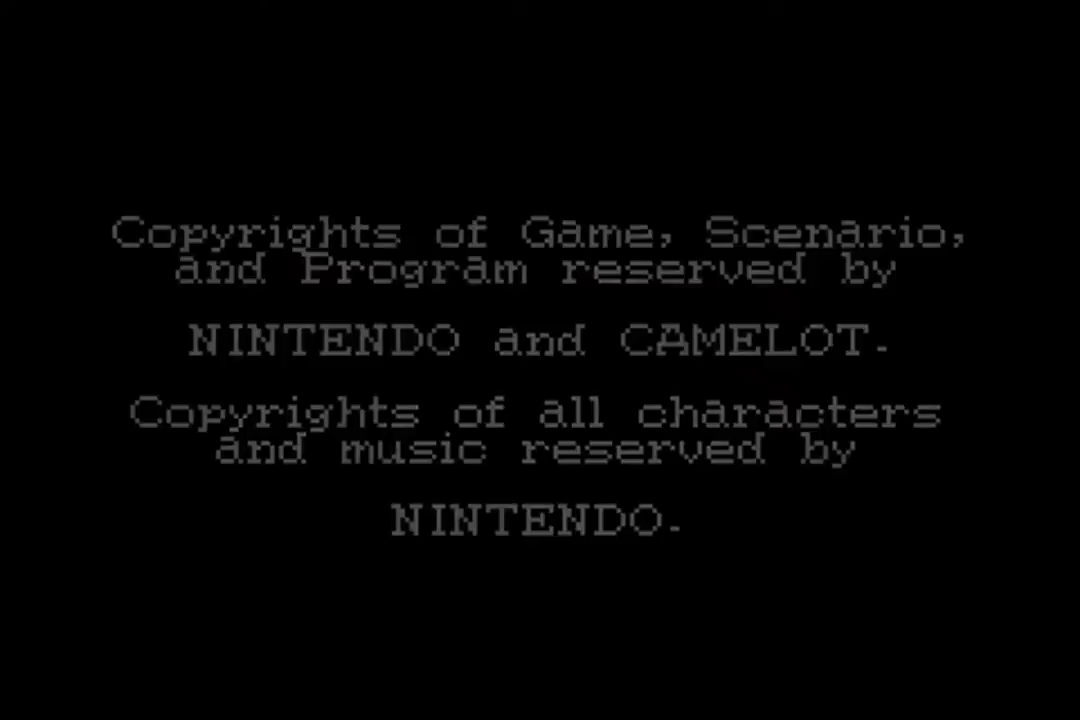 Copyrights of Game, Scenario,
and Program reserved by
NINTENDO and CAMELOT.
Copyrights of all characters
and music reserved by
NINTENDO.